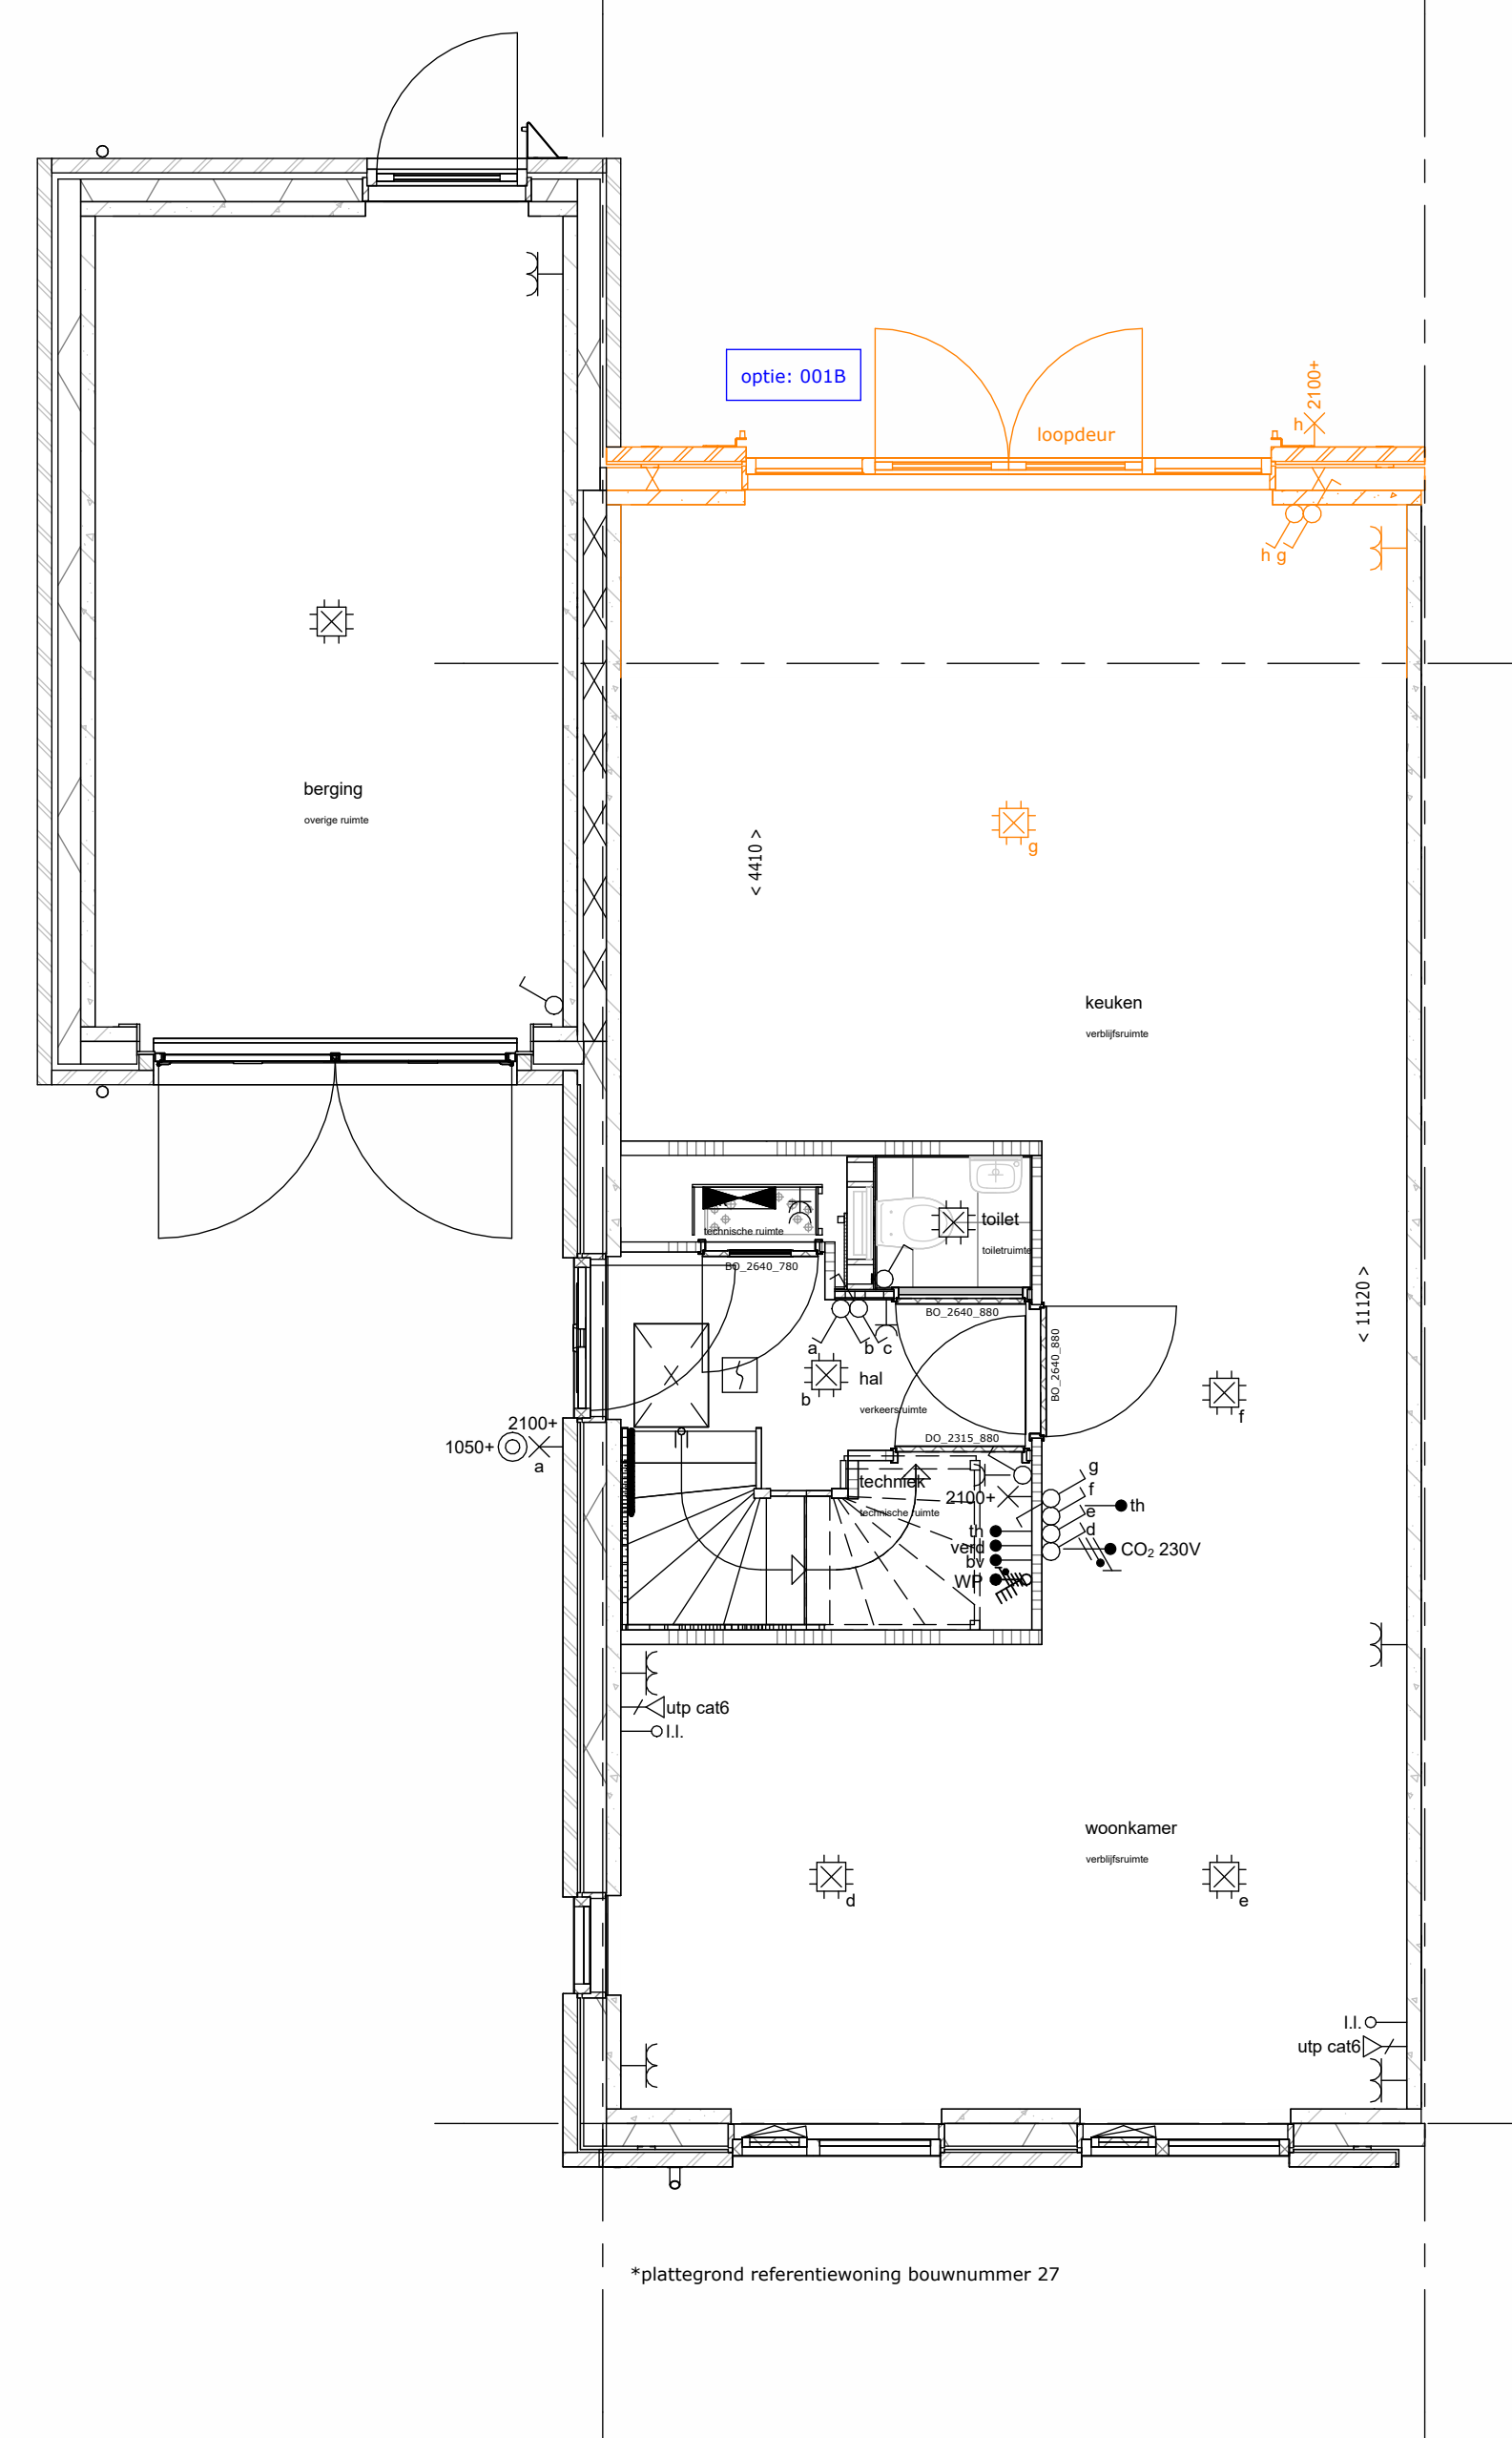 optie: 001B
loopdeur
h
2100+
h g
berging
overige ruimte
g
< 4410 >
keuken
verblijfsruimte
toilet
toiletruimte
technische ruimte
BO_2640_780
BO_2640_880
BO_2640_880
< 11120 >
a
b
c
b
hal
verkeersruimte
f
2100+
1050+
a
DO_2315_880
techniek
technische ruimte
2100+
g
f
e
d
th
CO₂ 230V
th
verd
bv
WP
utp cat6
l.l.
woonkamer
verblijfsruimte
d
e
l.l.
utp cat6
*plattegrond referentiewoning bouwnummer 27